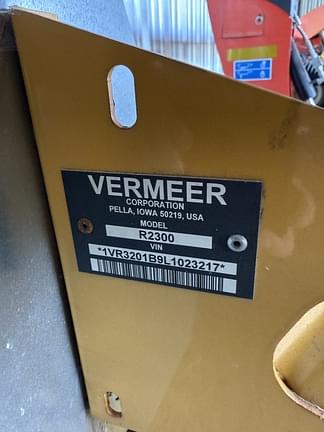 VERMEER
CORPORATION
PELLA, IOWA 50219, USA
MODEL
R2300
VIN
*1VR3201B9L1023217*